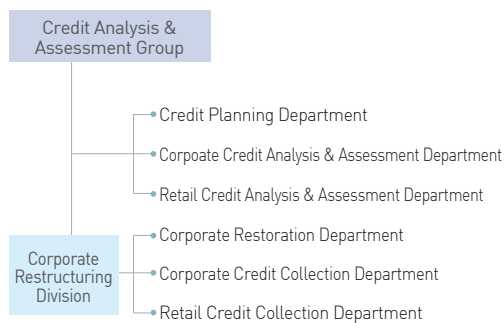 Credit Analysis &
Assessment Group
Credit Planning Department
Corpoate Credit Analysis & Assessment Department
Retail Credit Analysis & Assessment Department
Corporate
Restructuring
Division
Corporate Restoration Department
Corporate Credit Collection Department
Retail Credit Collection Department